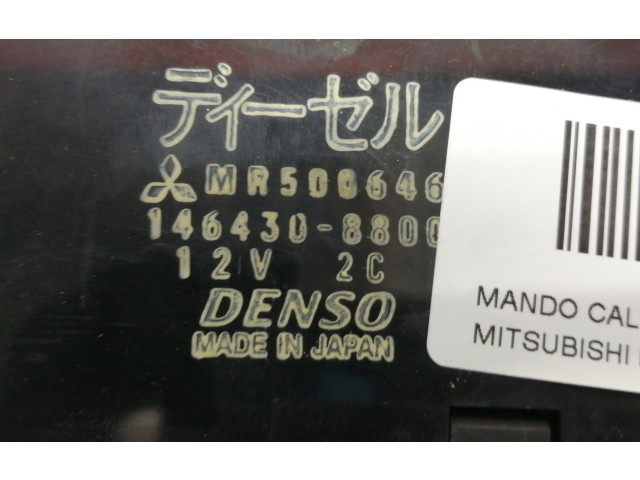 ディーゼル
MR500646
146430-8800
12V 2C
DENSO
MADE IN JAPAN
MANDO CAL
MITSUBISHI